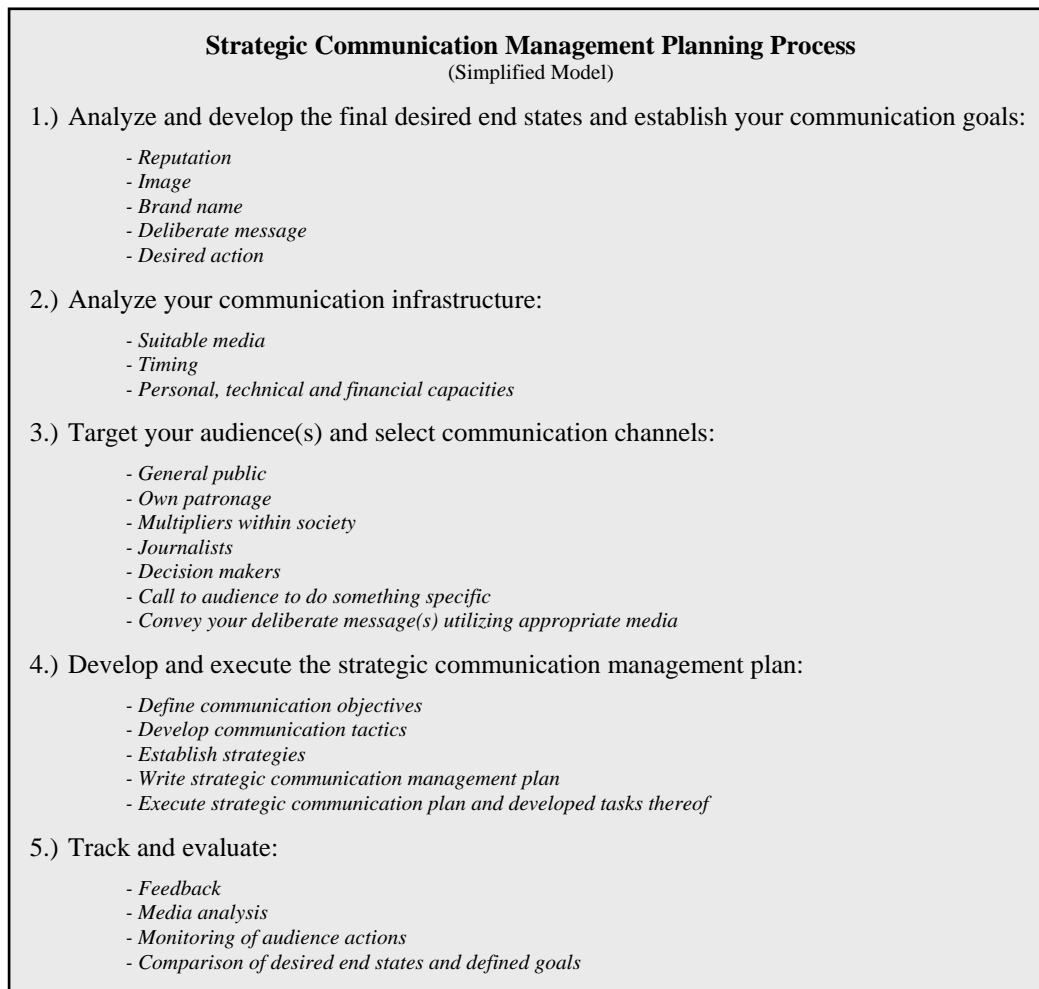 Strategic Communication Management Planning Process
(Simplified Model)
1.) Analyze and develop the final desired end states and establish your communication goals:
- Reputation
- Image
- Brand name
- Deliberate message
- Desired action
2.) Analyze your communication infrastructure:
- Suitable media
- Timing
- Personal, technical and financial capacities
3.) Target your audience(s) and select communication channels:
- General public
- Own patronage
- Multipliers within society
- Journalists
- Decision makers
- Call to audience to do something specific
- Convey your deliberate message(s) utilizing appropriate media
4.) Develop and execute the strategic communication management plan:
- Define communication objectives
- Develop communication tactics
- Establish strategies
- Write strategic communication management plan
- Execute strategic communication plan and developed tasks thereof
5.) Track and evaluate:
- Feedback
- Media analysis
- Monitoring of audience actions
- Comparison of desired end states and defined goals